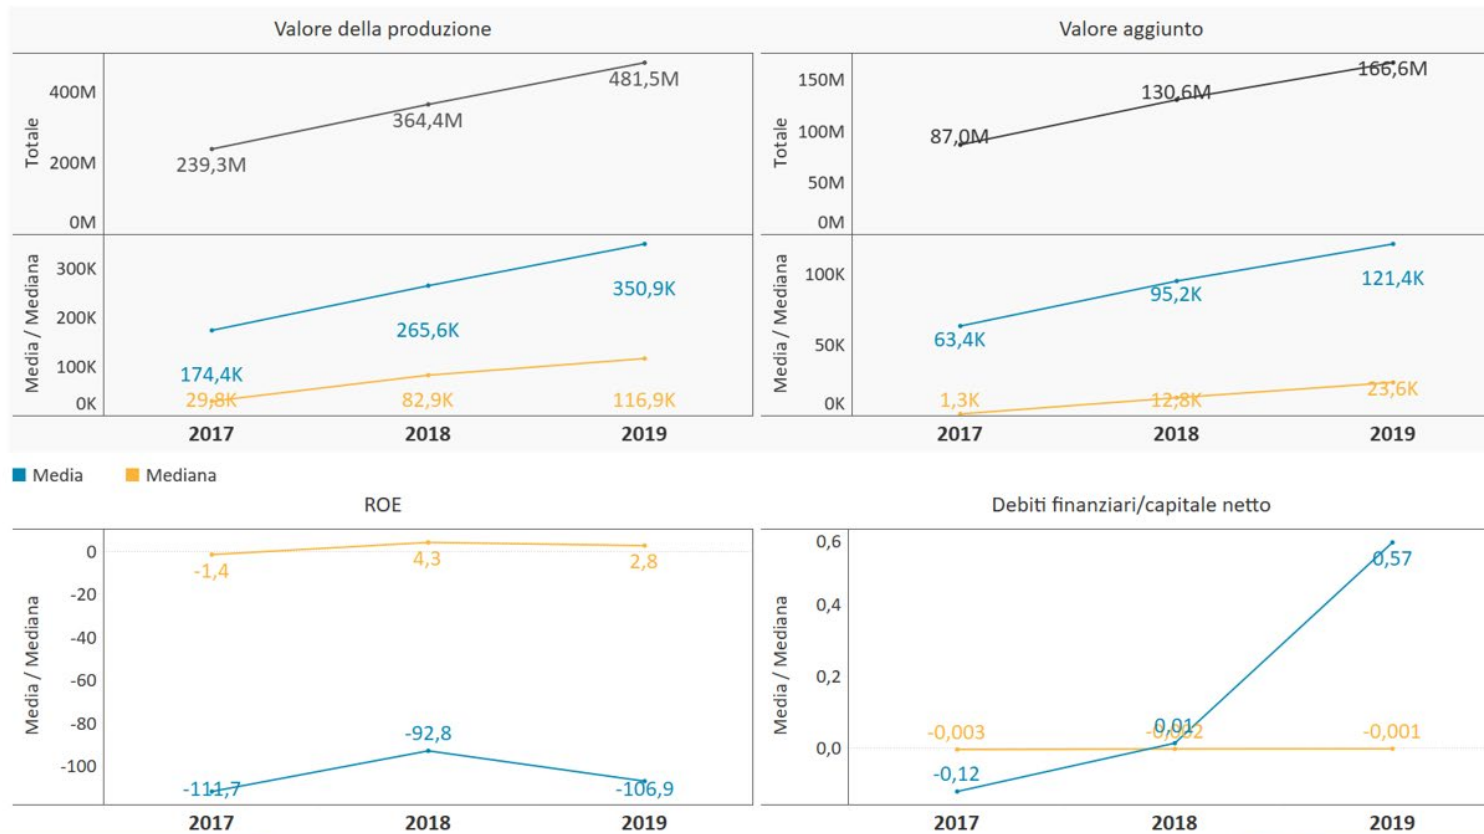 Valore della produzione
Totale
400M
200M
0M
239,3M
364,4M
481,5M
Media / Mediana
300K
200K
100K
0K
174,4K
265,6K
350,9K
29,8K
82,9K
116,9K
2017 2018 2019
Valore aggiunto
Totale
150M
100M
50M
0M
87,0M
130,6M
166,6M
Media / Mediana
100K
50K
0K
63,4K
95,2K
121,4K
1,3K
12,8K
23,6K
2017 2018 2019
Media Mediana
ROE
Media / Mediana
0
-20
-40
-60
-80
-100
-1,4
4,3
2,8
-111,7
-92,8
-106,9
2017 2018 2019
Debiti finanziari/capitale netto
Media / Mediana
0,6
0,4
0,2
0,0
-0,003
-0,002
-0,001
-0,12
0,01
0,57
2017 2018 2019